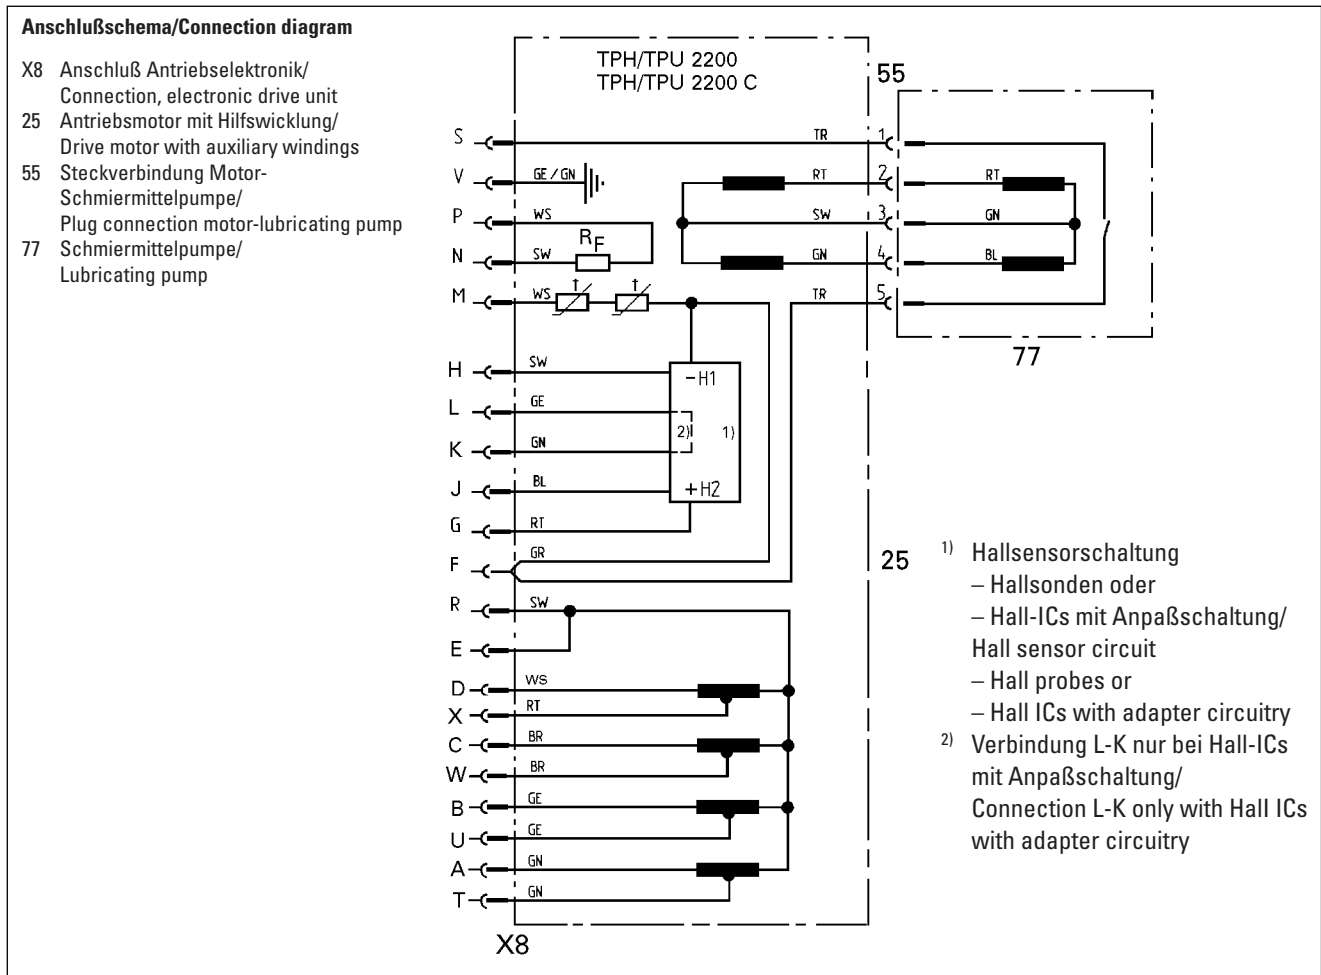 Anschlußschema/Connection diagram
X8 Anschluß Antriebselektronik/
Connection, electronic drive unit
25 Antriebsmotor mit Hilfswicklung/
Drive motor with auxiliary windings
55 Steckverbindung Motor-
Schmiermittelpumpe/
Plug connection motor-lubricating pump
77 Schmiermittelpumpe/
Lubricating pump
TPH/TPU 2200
TPH/TPU 2200 C
55
S TR 1
V GE/GN RT 2 RT
P WS SW 3 GN
N SW RF GN 4 BL
M WS t t TR 5
77
H SW
-H1
L GE
2) 1)
K GN
J BL
+H2
G RT
F GR
25
R SW
E
D WS
X RT
C BR
W BR
B GE
U GE
A GN
T GN
X8
1) Hallsensorschaltung
– Hallsonden oder
– Hall-ICs mit Anpaßschaltung/
Hall sensor circuit
– Hall probes or
– Hall ICs with adapter circuitry
2) Verbindung L-K nur bei Hall-ICs
mit Anpaßschaltung/
Connection L-K only with Hall ICs
with adapter circuitry